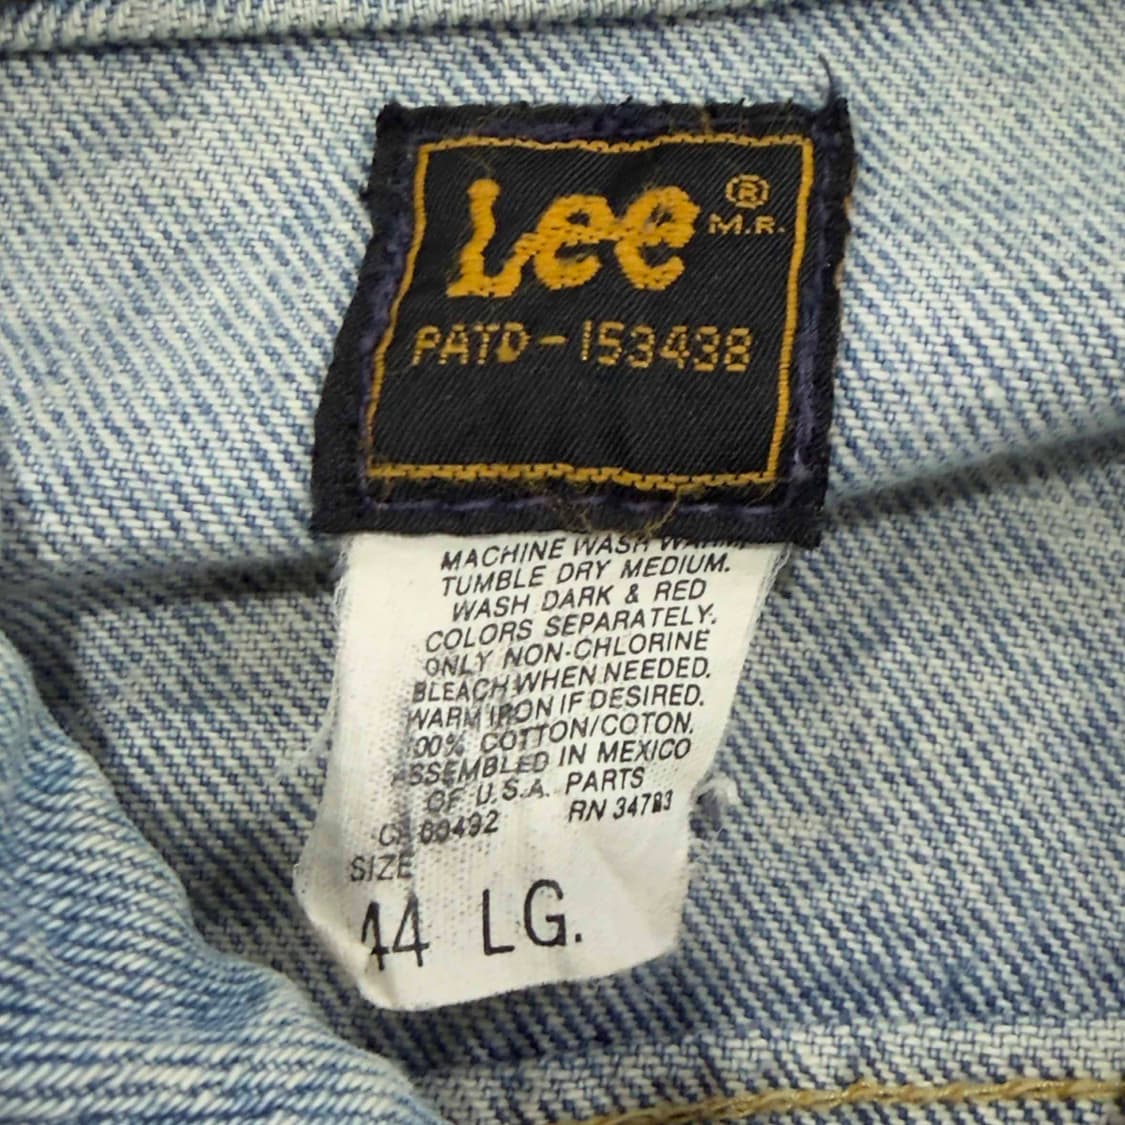 Lee ®
M.R.
PATD-153438
MACHINE WASH WARM.
TUMBLE DRY MEDIUM.
WASH DARK & RED
COLORS SEPARATELY.
ONLY NON-CHLORINE
BLEACH WHEN NEEDED.
WARM IRON IF DESIRED.
100% COTTON/COTON.
ASSEMBLED IN MEXICO
OF U.S.A. PARTS
RN 34783
SIZE
44 LG.